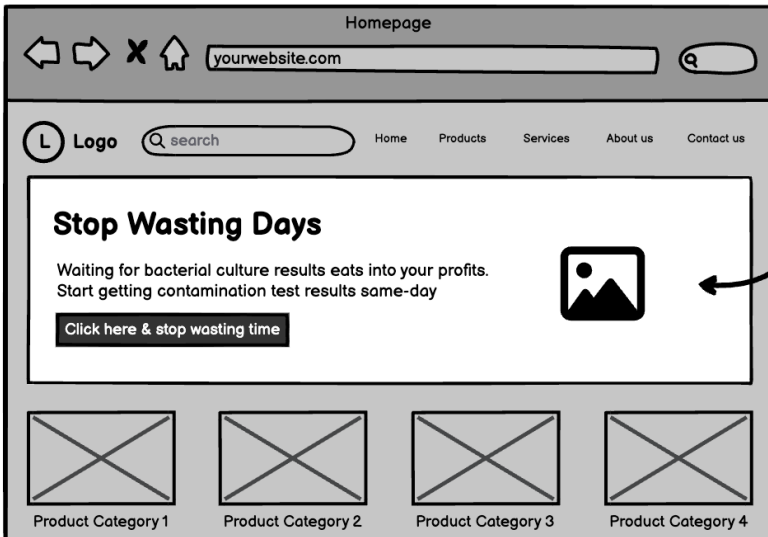 Homepage
yourwebsite.com
L Logo
search
Home Products Services About us Contact us
Stop Wasting Days
Waiting for bacterial culture results eats into your profits.
Start getting contamination test results same-day
Click here & stop wasting time
Product Category 1 Product Category 2 Product Category 3 Product Category 4